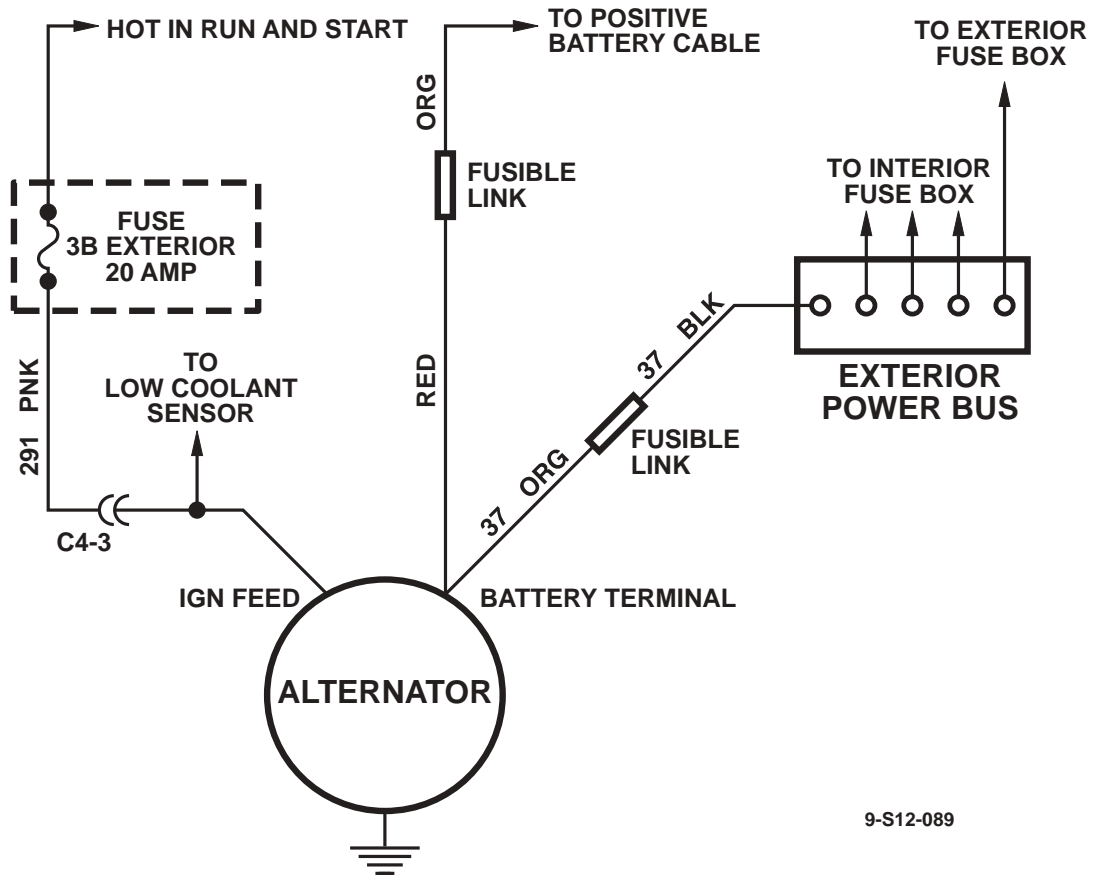 HOT IN RUN AND START
TO POSITIVE
BATTERY CABLE
TO EXTERIOR
FUSE BOX
ORG
FUSIBLE
LINK
TO INTERIOR
FUSE BOX
FUSE
3B EXTERIOR
20 AMP
291 PNK
TO
LOW COOLANT
SENSOR
RED
37 BLK
EXTERIOR
POWER BUS
FUSIBLE
LINK
37 ORG
C4-3
IGN FEED
BATTERY TERMINAL
ALTERNATOR
9-S12-089